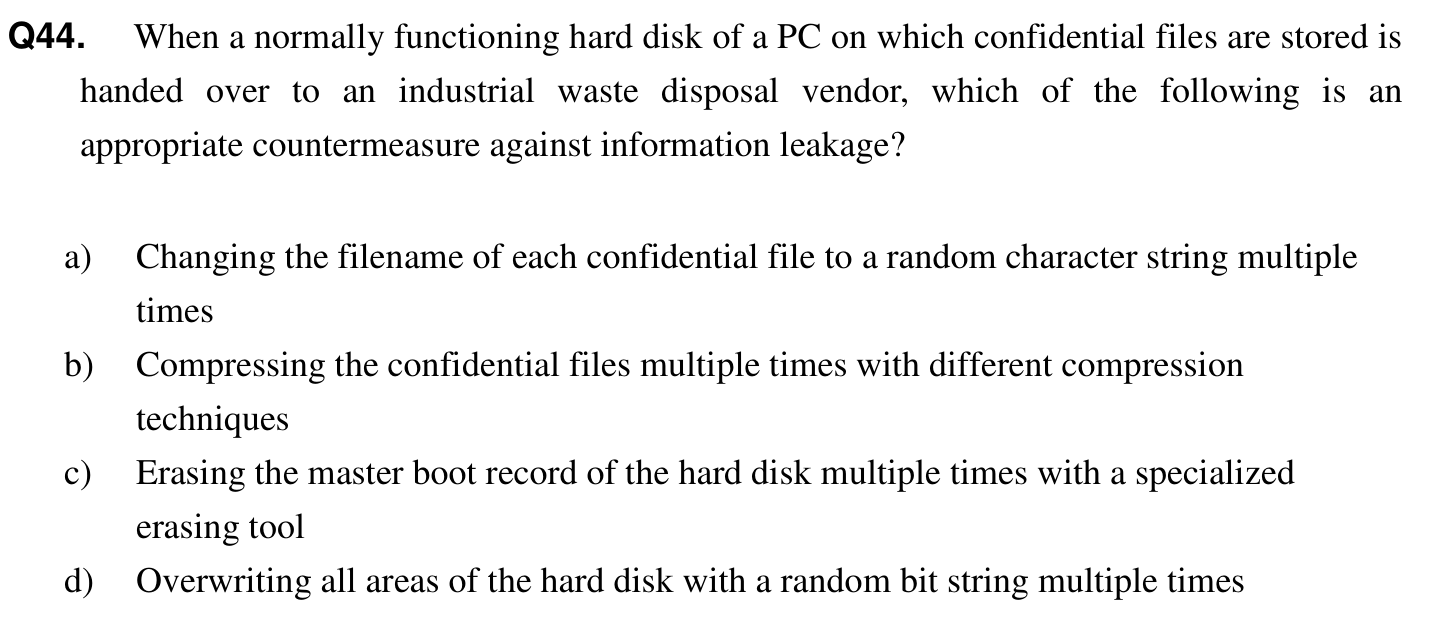 Q44. When a normally functioning hard disk of a PC on which confidential files are stored is
handed over to an industrial waste disposal vendor, which of the following is an
appropriate countermeasure against information leakage?
a) Changing the filename of each confidential file to a random character string multiple
times
b) Compressing the confidential files multiple times with different compression
techniques
c) Erasing the master boot record of the hard disk multiple times with a specialized
erasing tool
d) Overwriting all areas of the hard disk with a random bit string multiple times